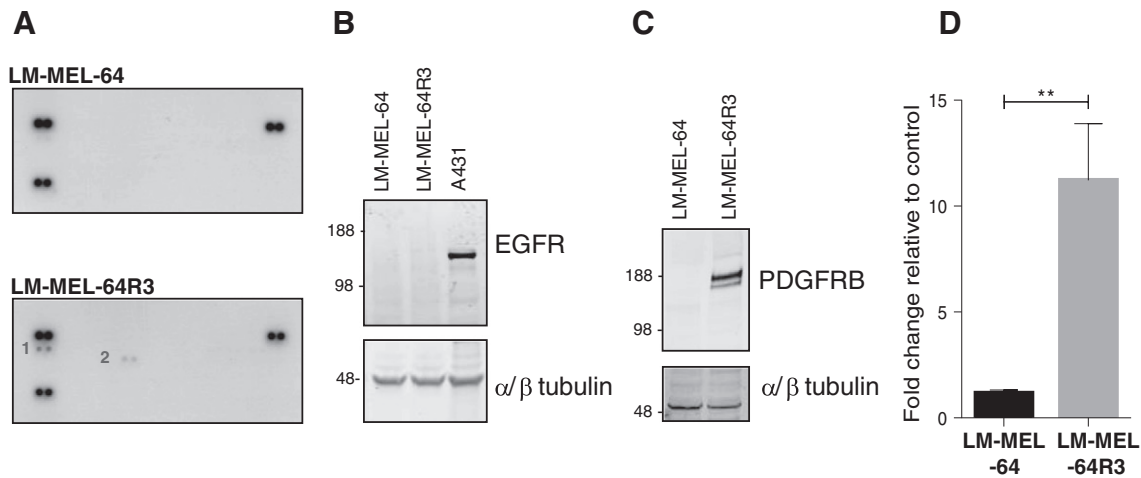 A
LM-MEL-64
LM-MEL-64R3
1
2
B
LM-MEL-64
LM-MEL-64R3
A431
188
98
EGFR
48-
α/β tubulin
C
LM-MEL-64
LM-MEL-64R3
188
98
PDGFRB
48
α/β tubulin
D
Fold change relative to control
15
10
5
0
**
LM-MEL
-64
LM-MEL
-64R3